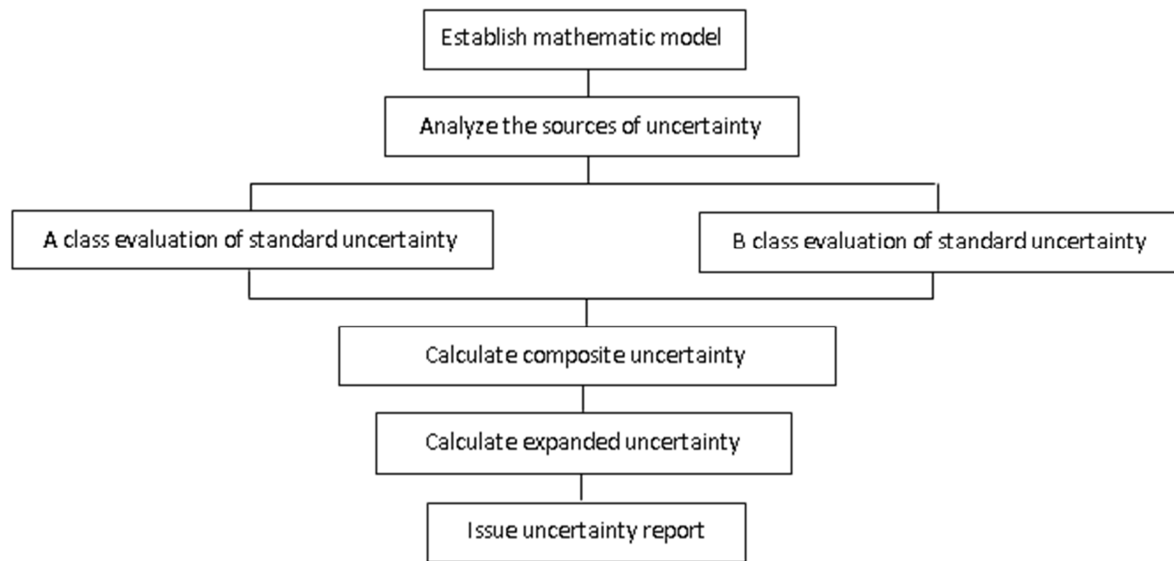 Establish mathematic model
Analyze the sources of uncertainty
A class evaluation of standard uncertainty
B class evaluation of standard uncertainty
Calculate composite uncertainty
Calculate expanded uncertainty
Issue uncertainty report